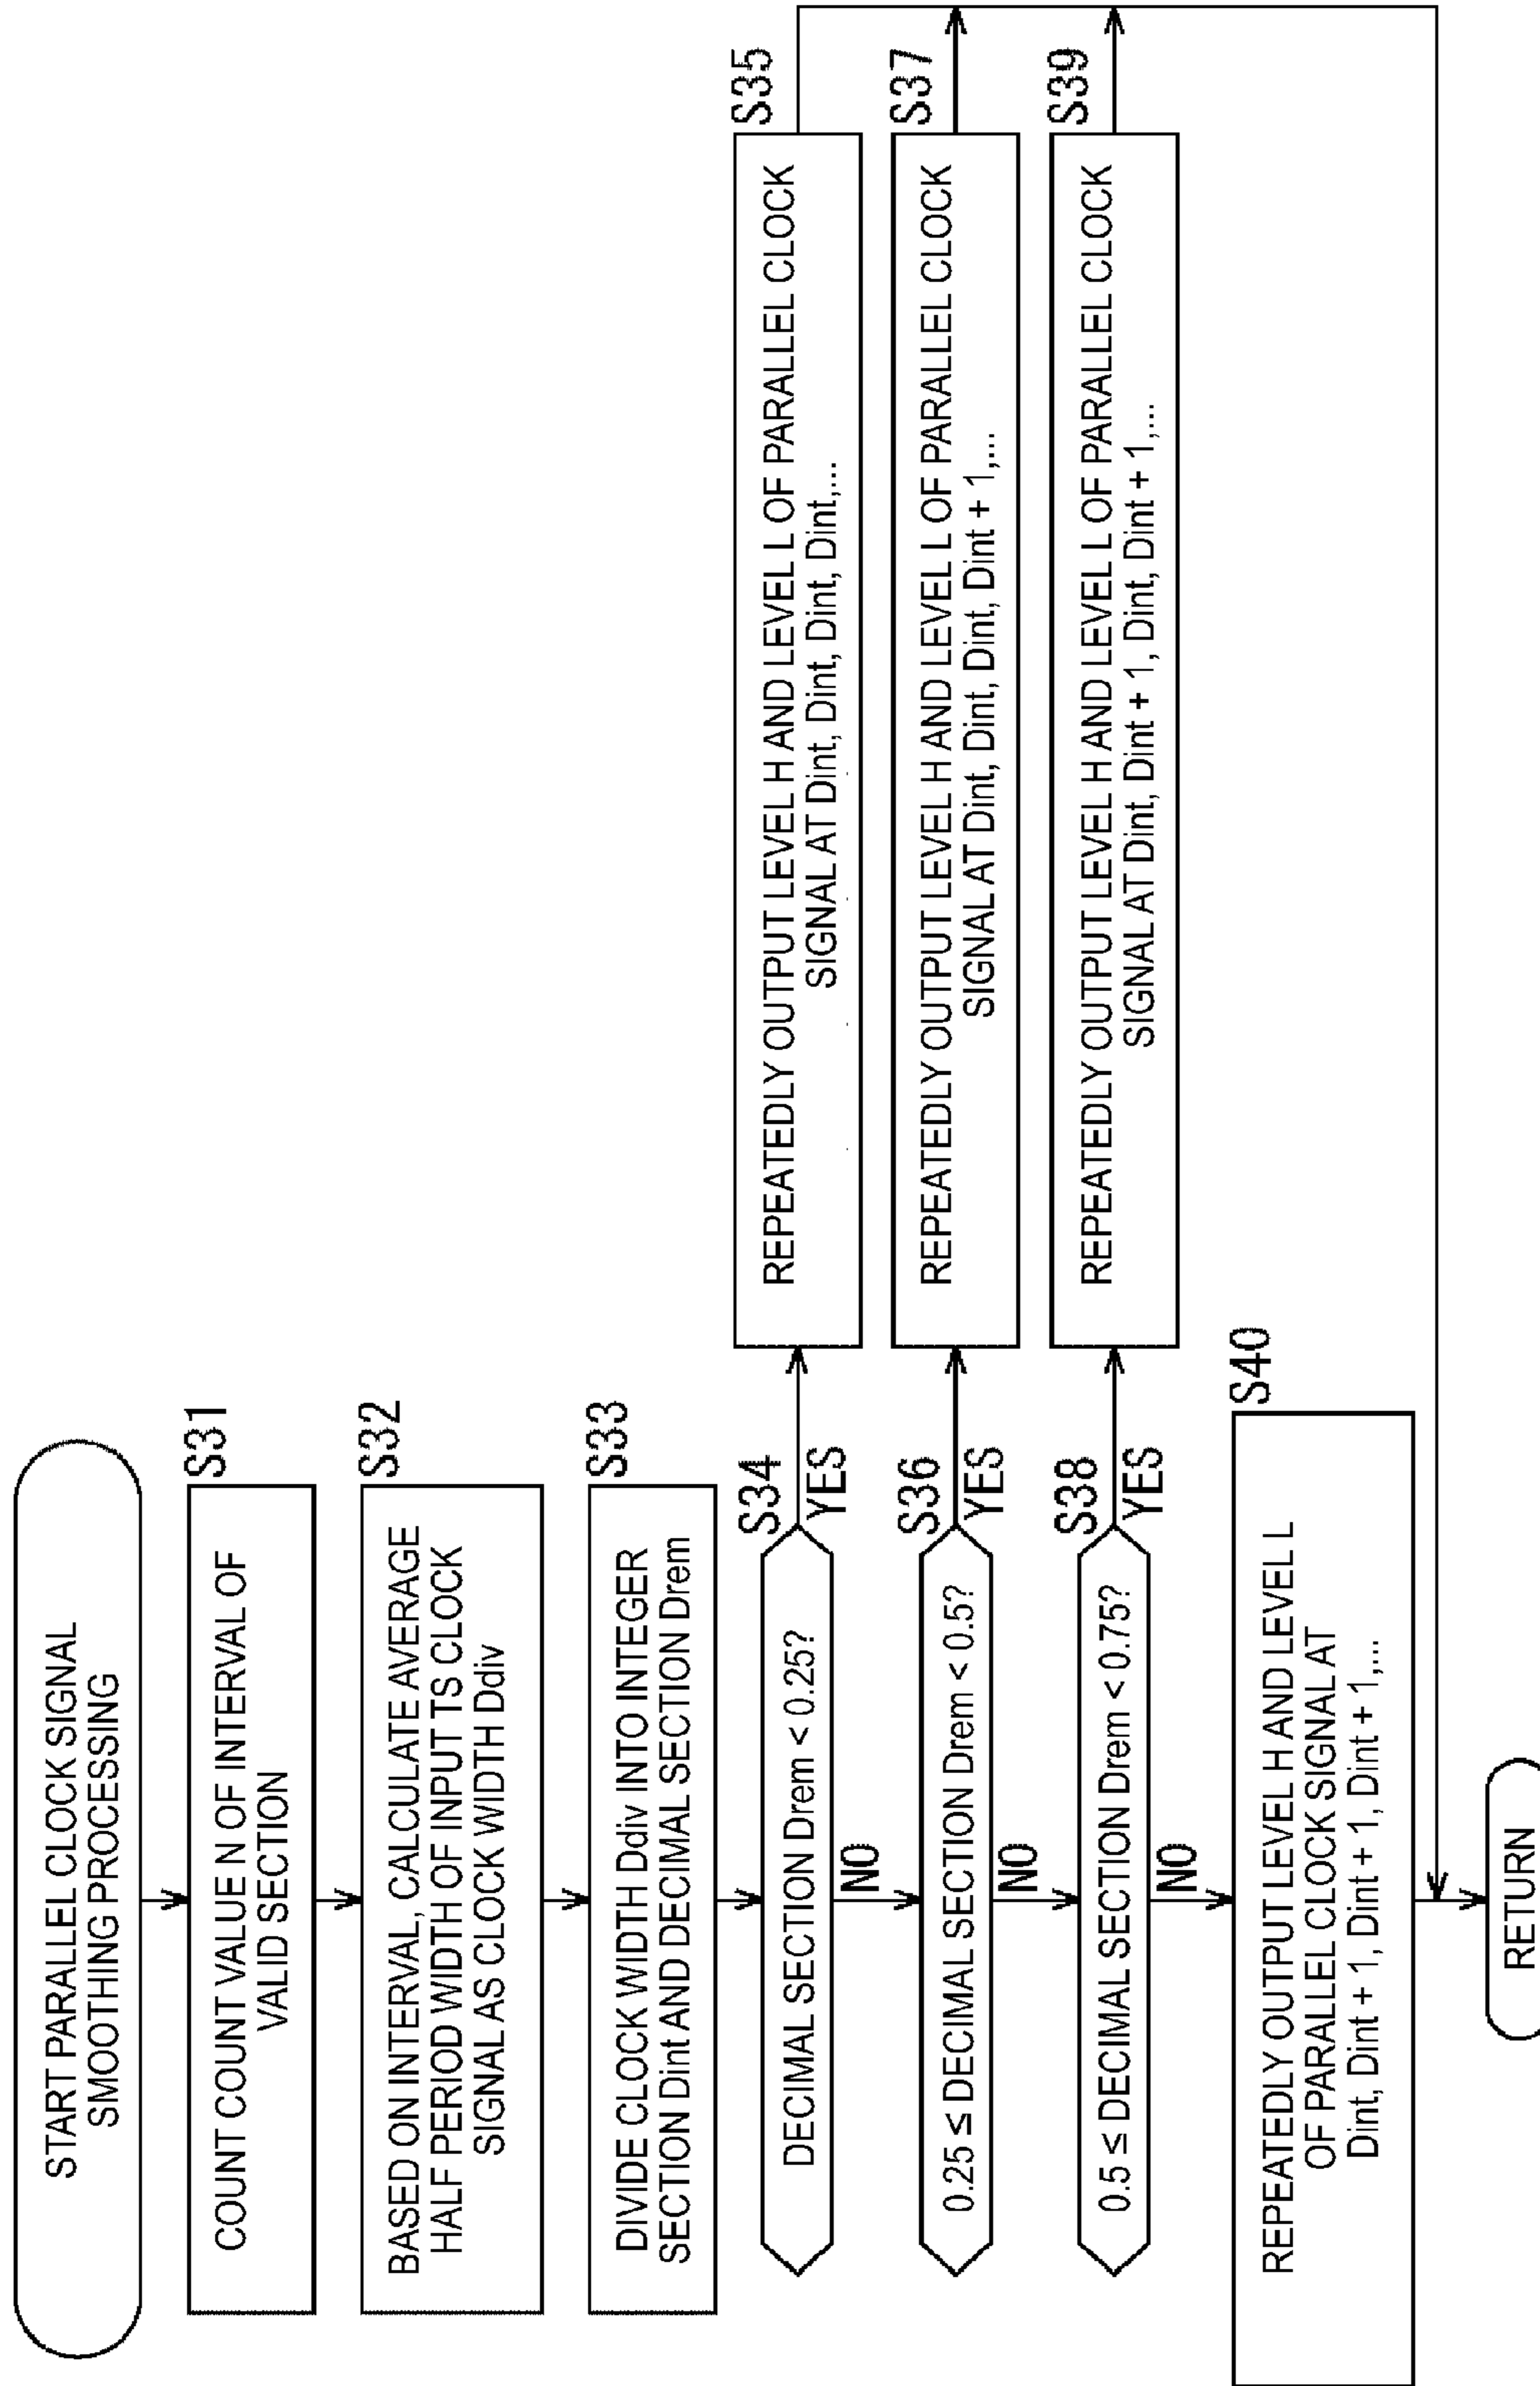 START PARALLEL CLOCK SIGNAL
SMOOTHING PROCESSING
S31
COUNT COUNT VALUE N OF INTERVAL OF
VALID SECTION
S32
BASED ON INTERVAL, CALCULATE AVERAGE
HALF PERIOD WIDTH OF INPUT TS CLOCK
SIGNAL AS CLOCK WIDTH Ddiv
S33
DIVIDE CLOCK WIDTH Ddiv INTO INTEGER
SECTION Dint AND DECIMAL SECTION Drem
S34
DECIMAL SECTION Drem < 0.25?
YES
NO
S35
REPEATEDLY OUTPUT LEVEL H AND LEVEL L OF PARALLEL CLOCK
SIGNAL AT Dint, Dint, Dint, Dint,...
S36
0.25 ≤ DECIMAL SECTION Drem < 0.5?
YES
NO
S37
REPEATEDLY OUTPUT LEVEL H AND LEVEL L OF PARALLEL CLOCK
SIGNAL AT Dint, Dint, Dint, Dint + 1,...
S38
0.5 ≤ DECIMAL SECTION Drem < 0.75?
YES
NO
S39
REPEATEDLY OUTPUT LEVEL H AND LEVEL L OF PARALLEL CLOCK
SIGNAL AT Dint, Dint + 1, Dint, Dint + 1,...
S40
REPEATEDLY OUTPUT LEVEL H AND LEVEL L
OF PARALLEL CLOCK SIGNAL AT
Dint, Dint + 1, Dint + 1, Dint + 1,...
RETURN